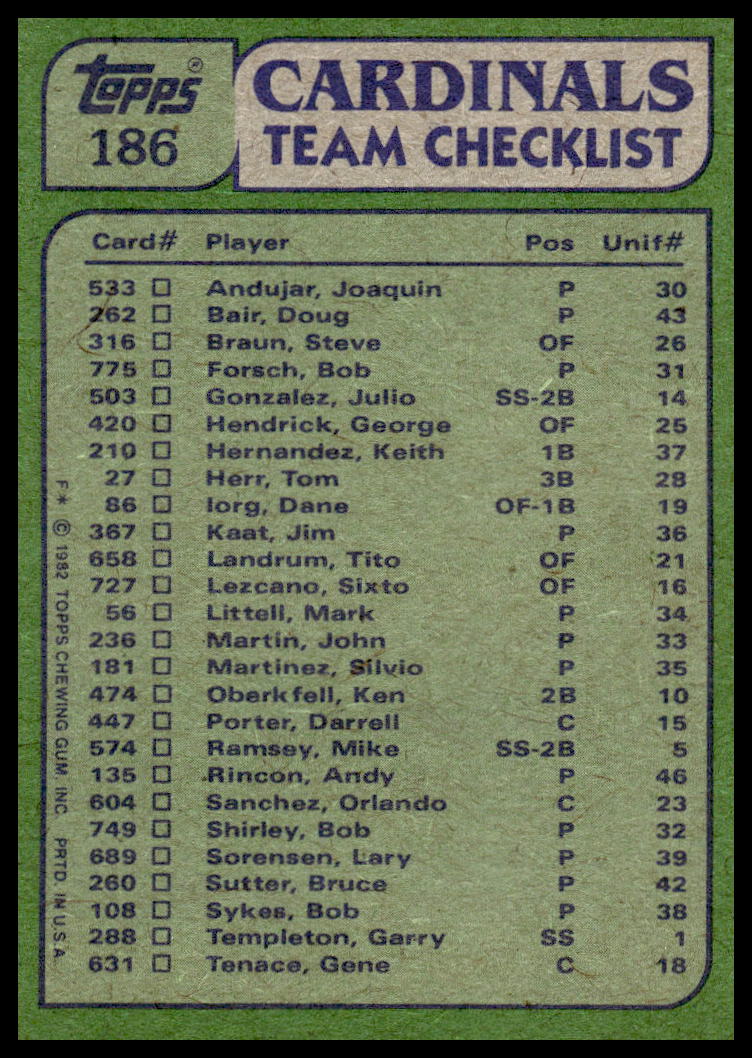 topps
186
CARDINALS
TEAM CHECKLIST
Card# Player Pos Unif#
533 Andujar, Joaquin P 30
262 Bair, Doug P 43
316 Braun, Steve OF 26
775 Forsch, Bob P 31
503 Gonzalez, Julio SS-2B 14
420 Hendrick, George OF 25
210 Hernandez, Keith 1B 37
27 Herr, Tom 3B 28
86 Iorg, Dane OF-1B 19
367 Kaat, Jim P 36
658 Landrum, Tito OF 21
727 Lezcano, Sixto OF 16
56 Littell, Mark P 34
236 Martin, John P 33
181 Martinez, Silvio P 35
474 Oberkfell, Ken 2B 10
447 Porter, Darrell C 15
574 Ramsey, Mike SS-2B 5
135 Rincon, Andy P 46
604 Sanchez, Orlando C 23
749 Shirley, Bob P 32
689 Sorensen, Lary P 39
260 Sutter, Bruce P 42
108 Sykes, Bob P 38
288 Templeton, Garry SS 1
631 Tenace, Gene C 18
F* © 1982 TOPPS CHEWING GUM, INC. PRTD. IN U.S.A.